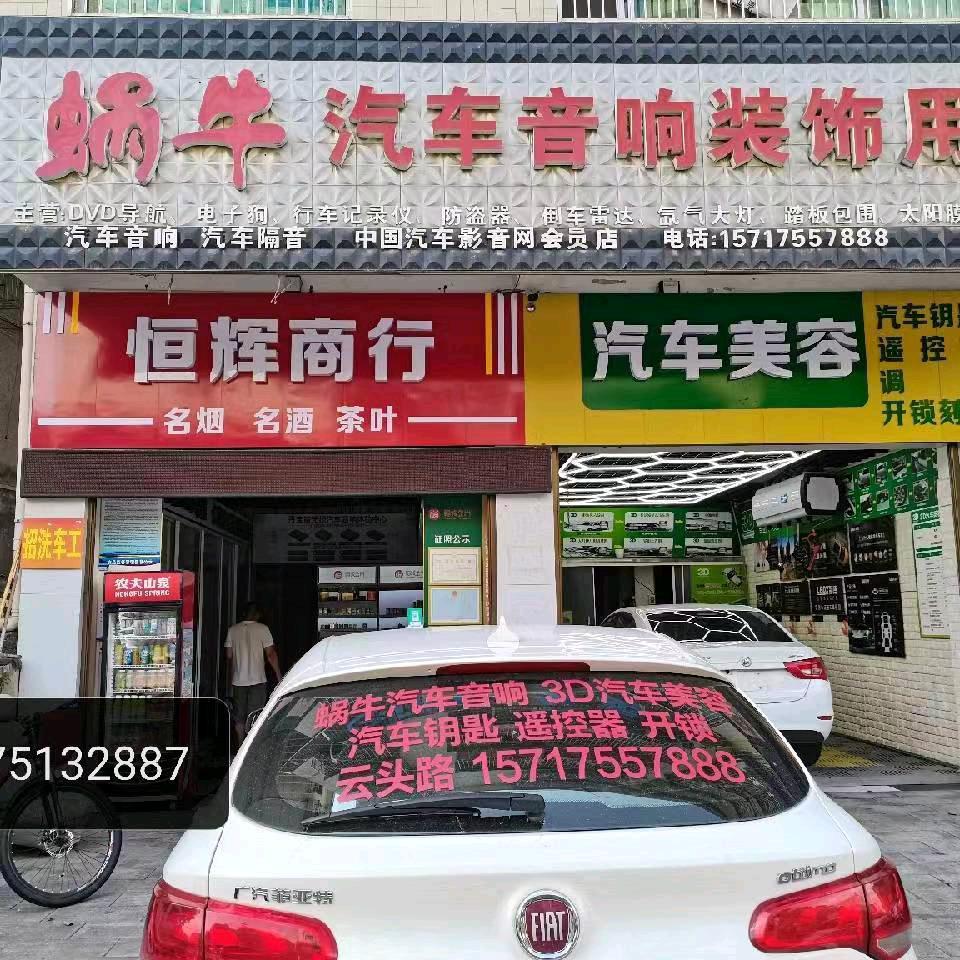 蜗牛 汽车音响装饰用
主营:DVD导航、电子狗、行车记录仪、防盗器、倒车雷达、氙气大灯、踏板包围、太阳膜
汽车音响 汽车隔音 中国汽车影音网会员店 电话:15717557888
恒辉商行
名烟 名酒 茶叶
汽车美容
汽车钥
遥控
调
开锁刻
招洗车工
农夫山泉
NONGFU SPRING
证照公示
3D
蜗牛汽车音响 3D汽车美容
汽车钥匙 遥控器 开锁
云头路 15717557888
75132887
广汽菲亚特
Ottimo
FIAT